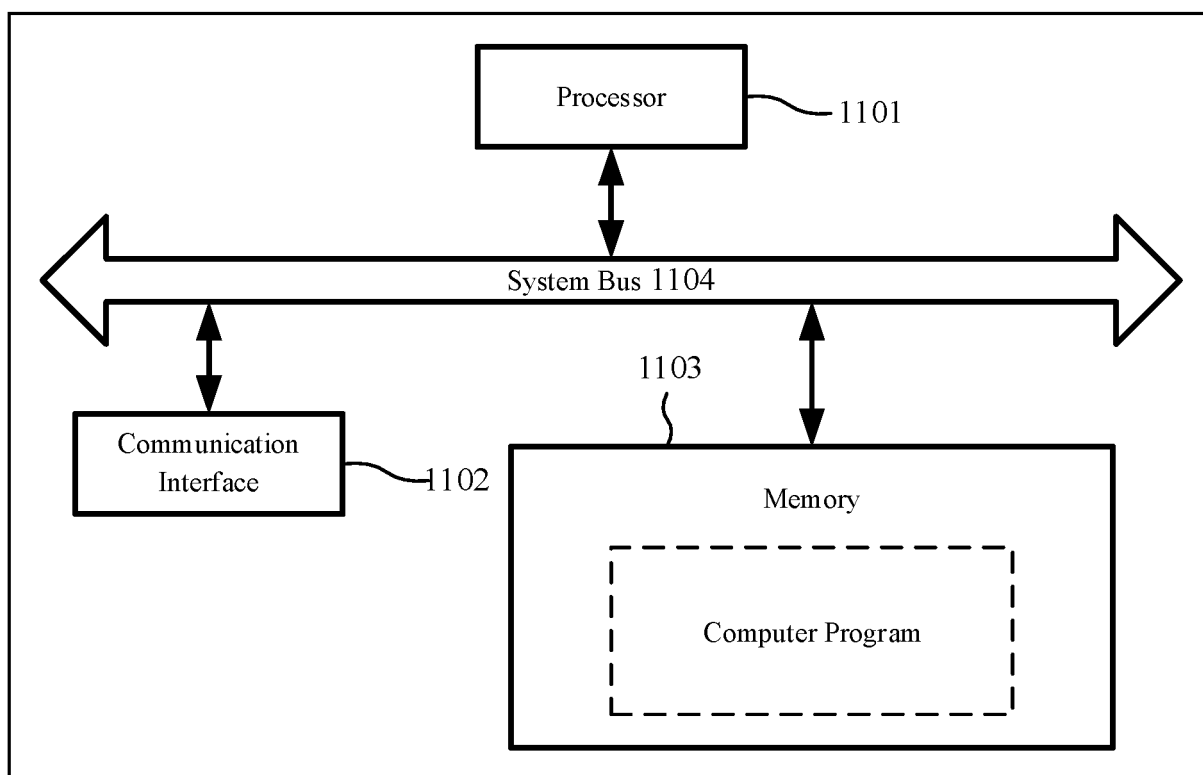 Processor
1101
System Bus 1104
1103
Communication
Interface
1102
Memory
Computer Program